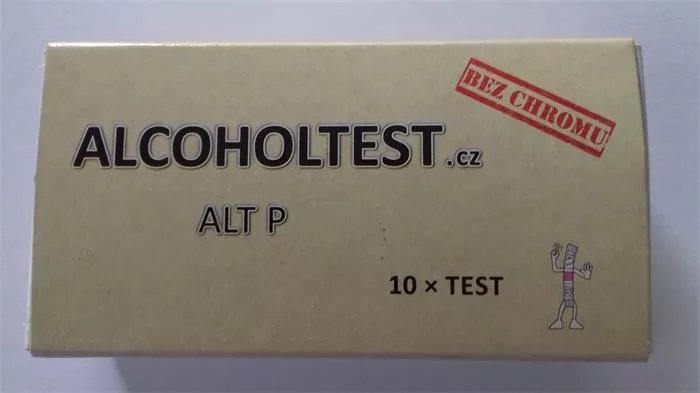 BEZ CHROMU
ALCOHOLTEST.cz
ALT P
10 × TEST